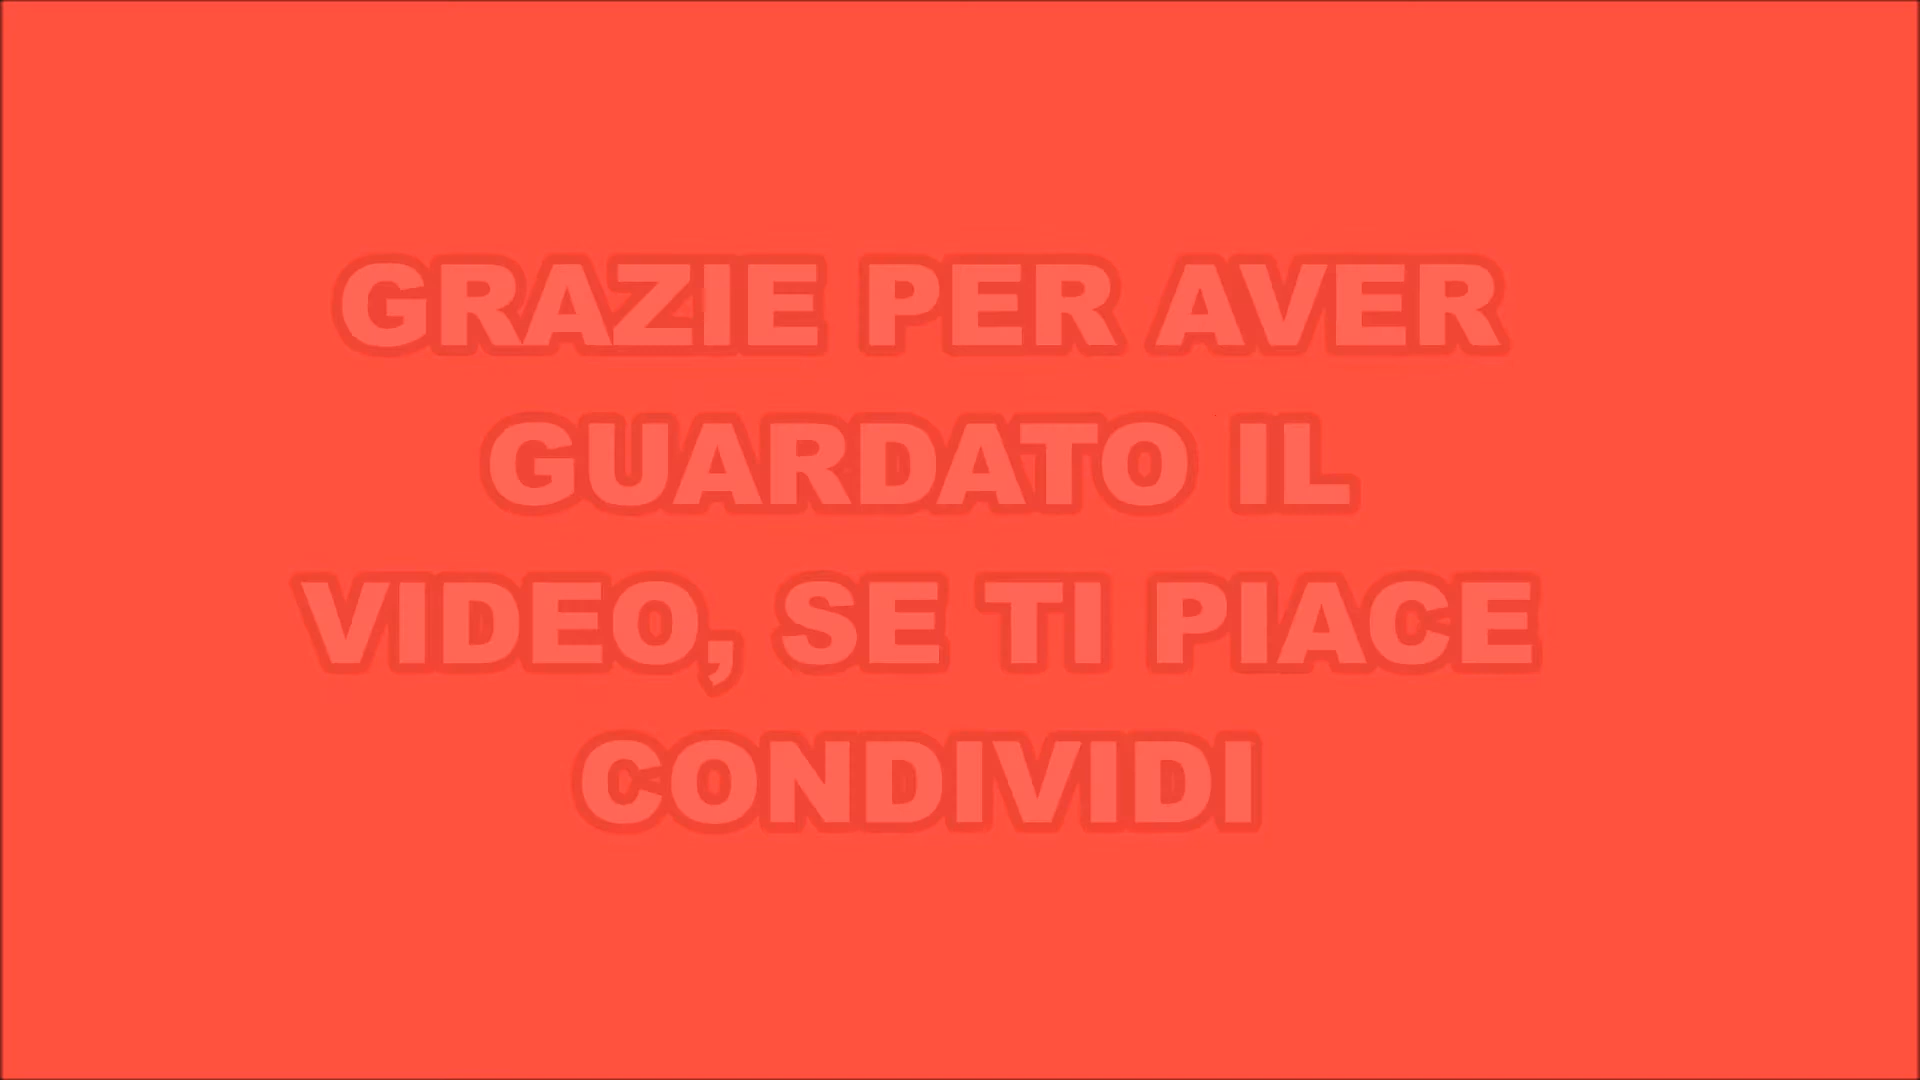 GRAZIE PER AVER
GUARDATO IL
VIDEO, SE TI PIACE
CONDIVIDI